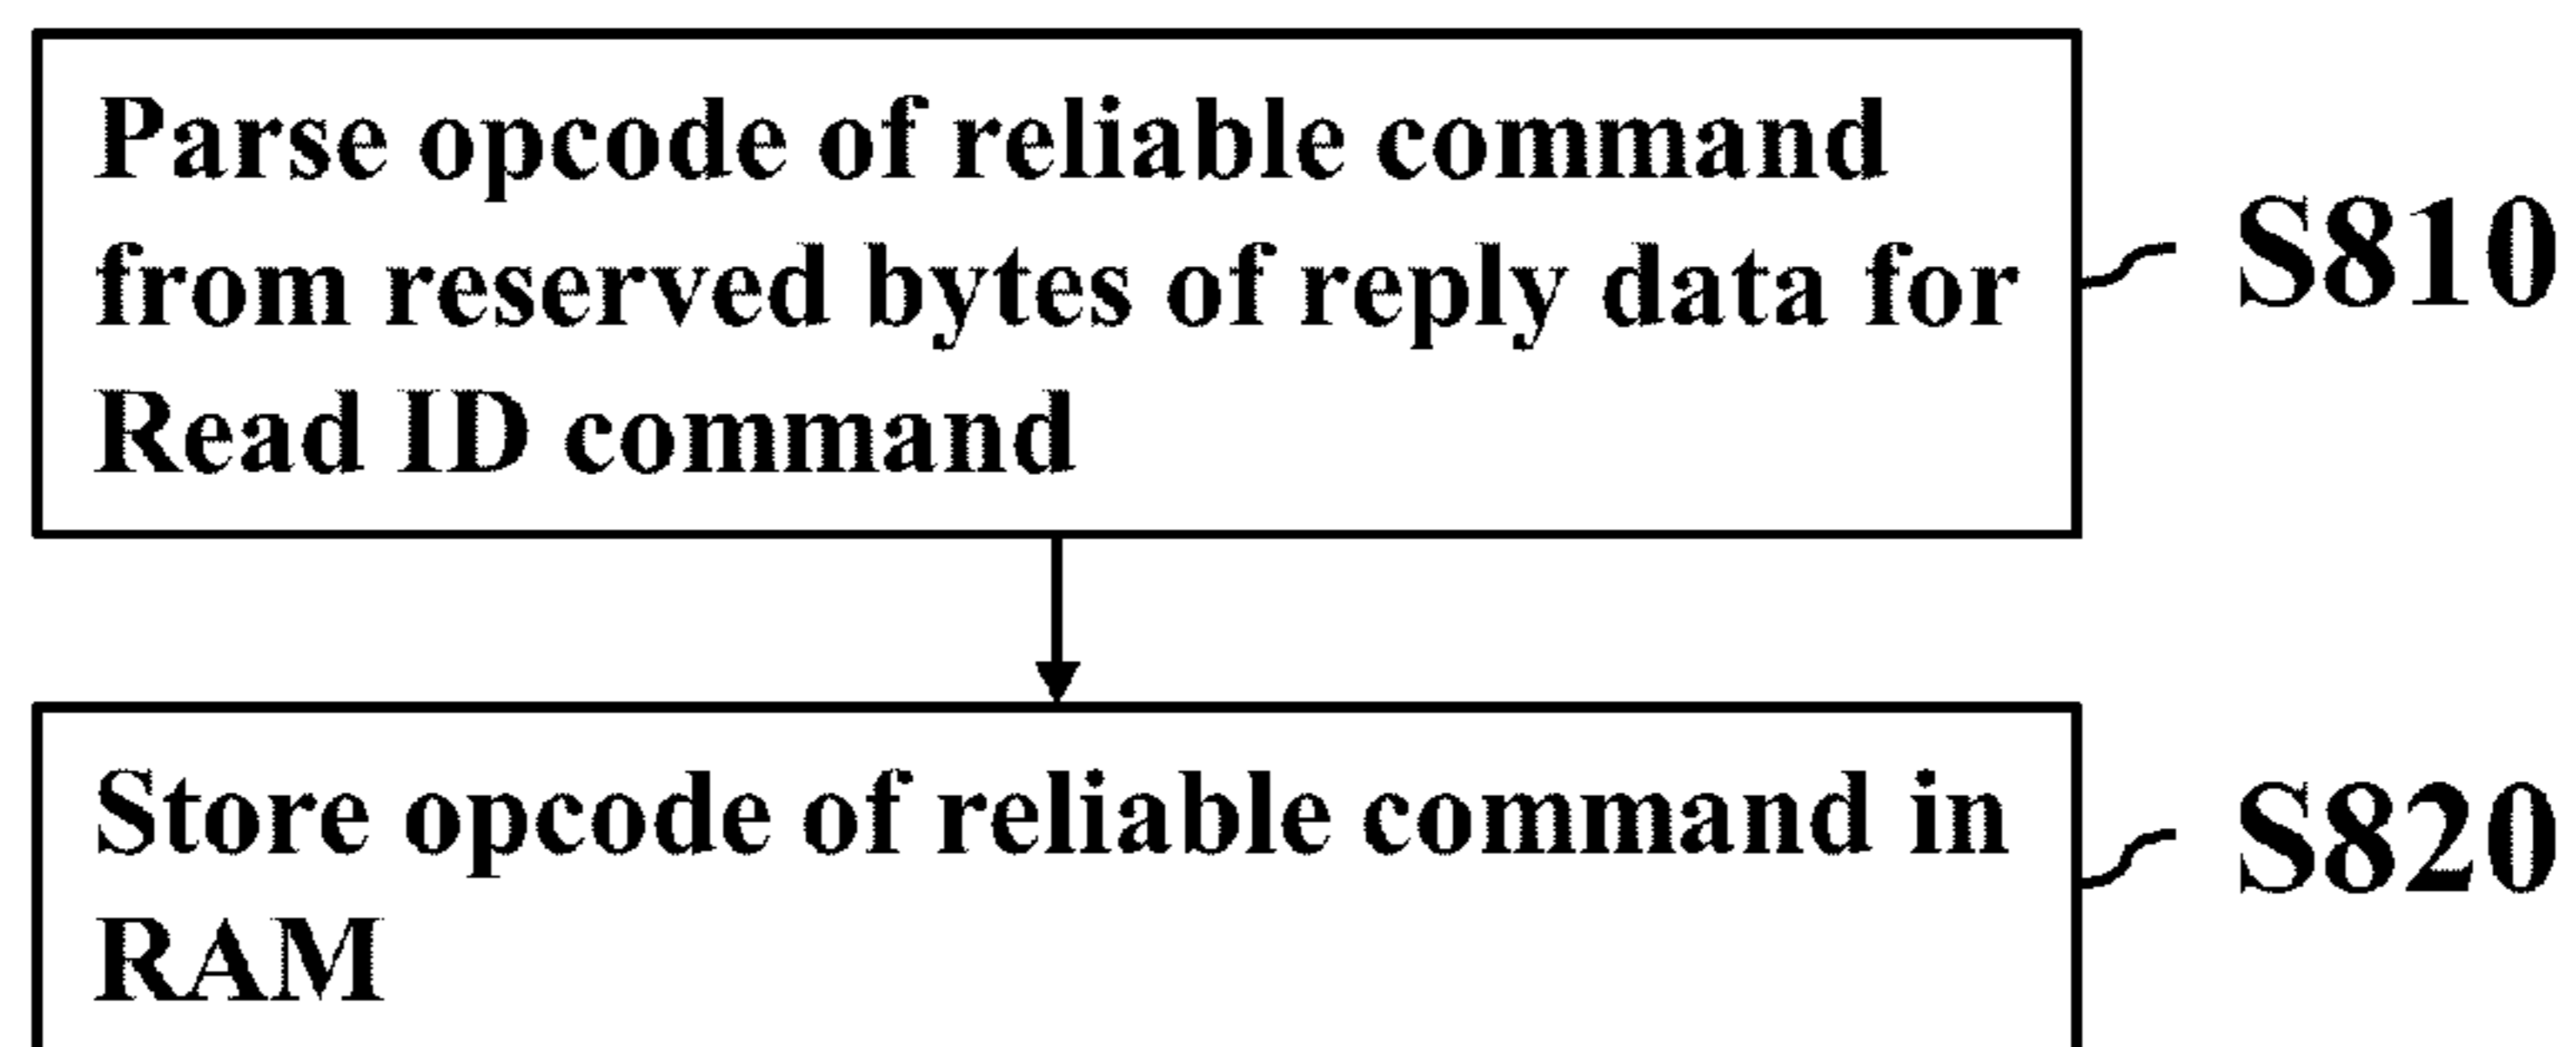 Parse opcode of reliable command
from reserved bytes of reply data for
Read ID command
S810
Store opcode of reliable command in
RAM
S820